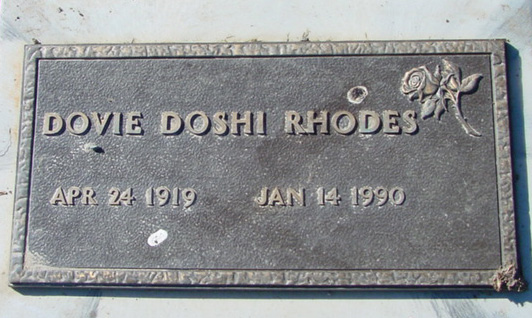 DOVIE DOSHI RHODES
APR 24 1919 JAN 14 1990